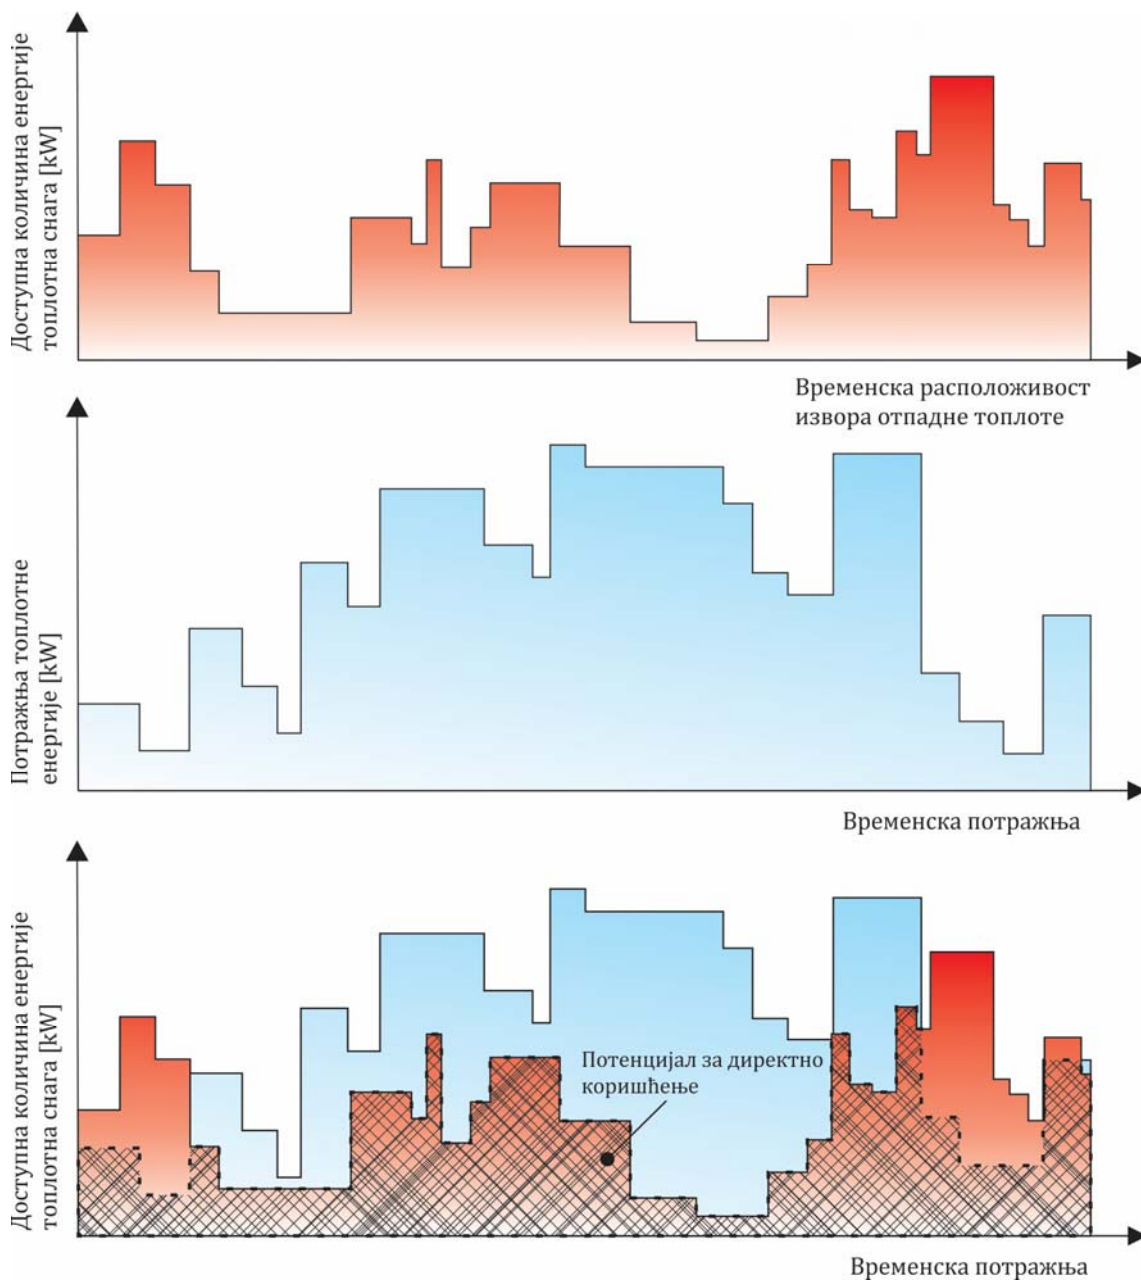 Доступна количина енергије
топлотна снага [kW]
Временска расположивост
извора отпадне топлоте
Потражња топлотне
енергије [kW]
Временска потражња
Доступна количина енергије
топлотна снага [kW]
Потенцијал за директно
коришћење
Временска потражња